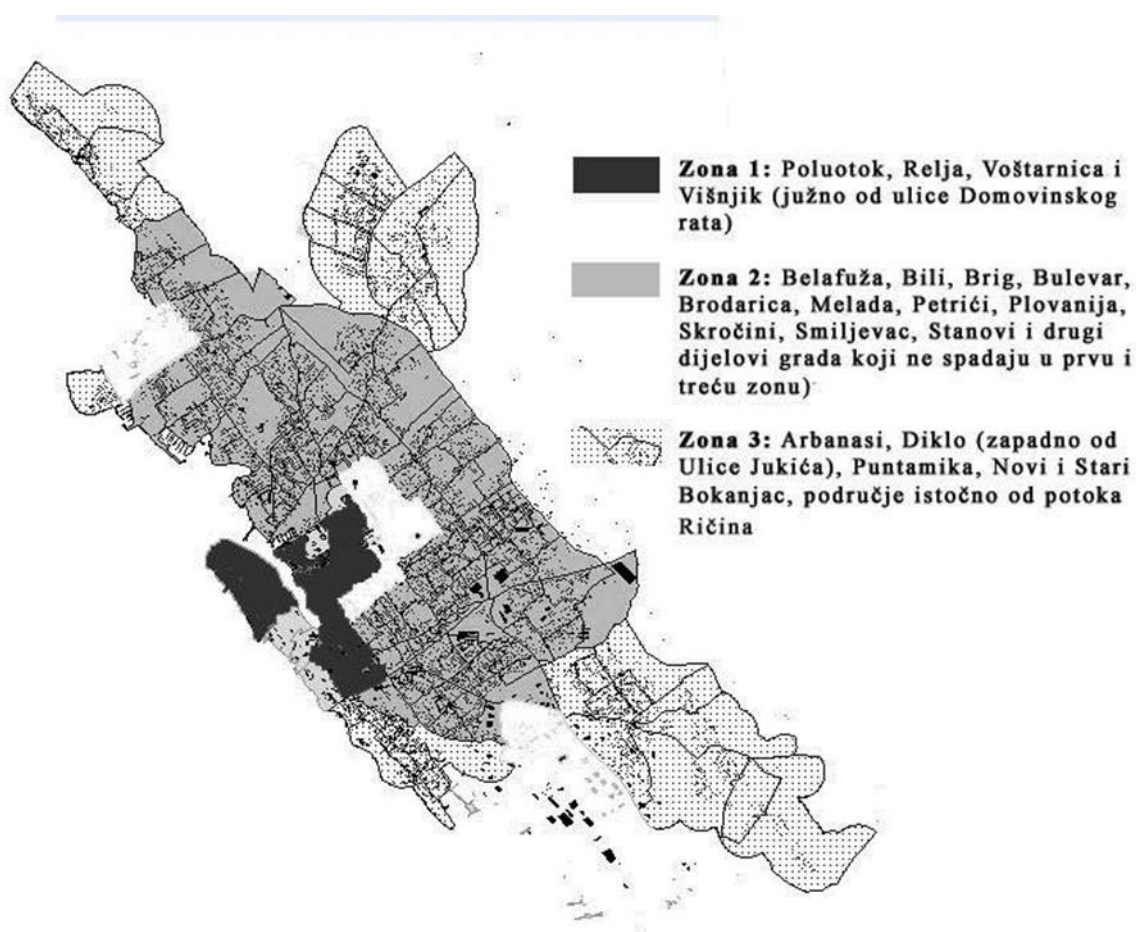 Zona 1: Poluotok, Relja, Voštarnica i
Višnjik (južno od ulice Domovinskog
rata)
Zona 2: Belafuža, Bili, Brig, Bulevar,
Brodarica, Melada, Petrići, Plovanija,
Skročini, Smiljevac, Stanovi i drugi
dijelovi grada koji ne spadaju u prvu i
treću zonu)
Zona 3: Arbanasi, Diklo (zapadno od
Ulice Jukića), Puntamika, Novi i Stari
Bokanjac, područje istočno od potoka
Ričina